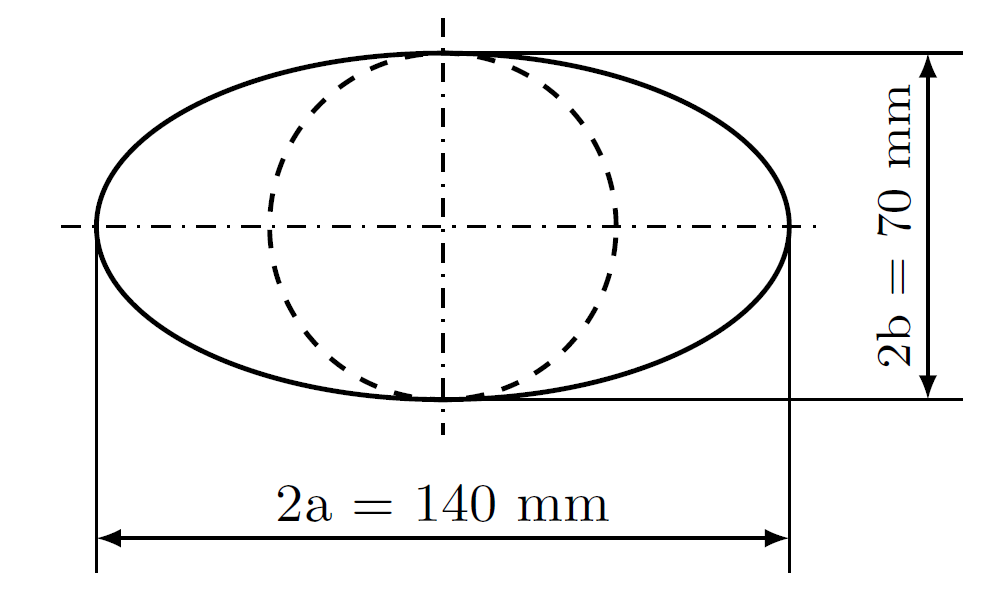 2b = 70 mm
2a = 140 mm